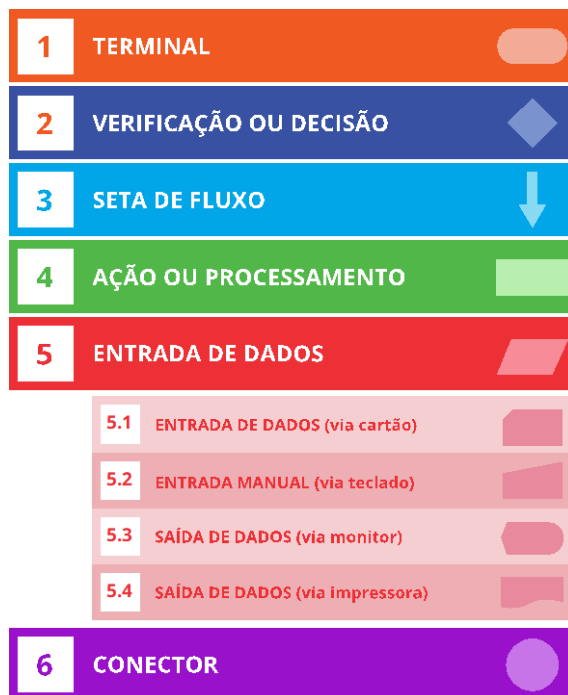 1 TERMINAL
2 VERIFICAÇÃO OU DECISÃO
3 SETA DE FLUXO
4 AÇÃO OU PROCESSAMENTO
5 ENTRADA DE DADOS
5.1 ENTRADA DE DADOS (via cartão)
5.2 ENTRADA MANUAL (via teclado)
5.3 SAÍDA DE DADOS (via monitor)
5.4 SAÍDA DE DADOS (via impressora)
6 CONECTOR